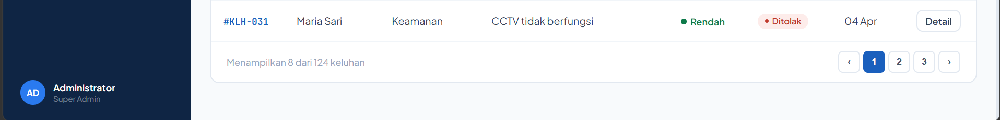 #KLH-031 Maria Sari Keamanan CCTV tidak berfungsi Rendah Ditolak 04 Apr Detail
Menampilkan 8 dari 124 keluhan ‹ 1 2 3 ›
AD Administrator
Super Admin